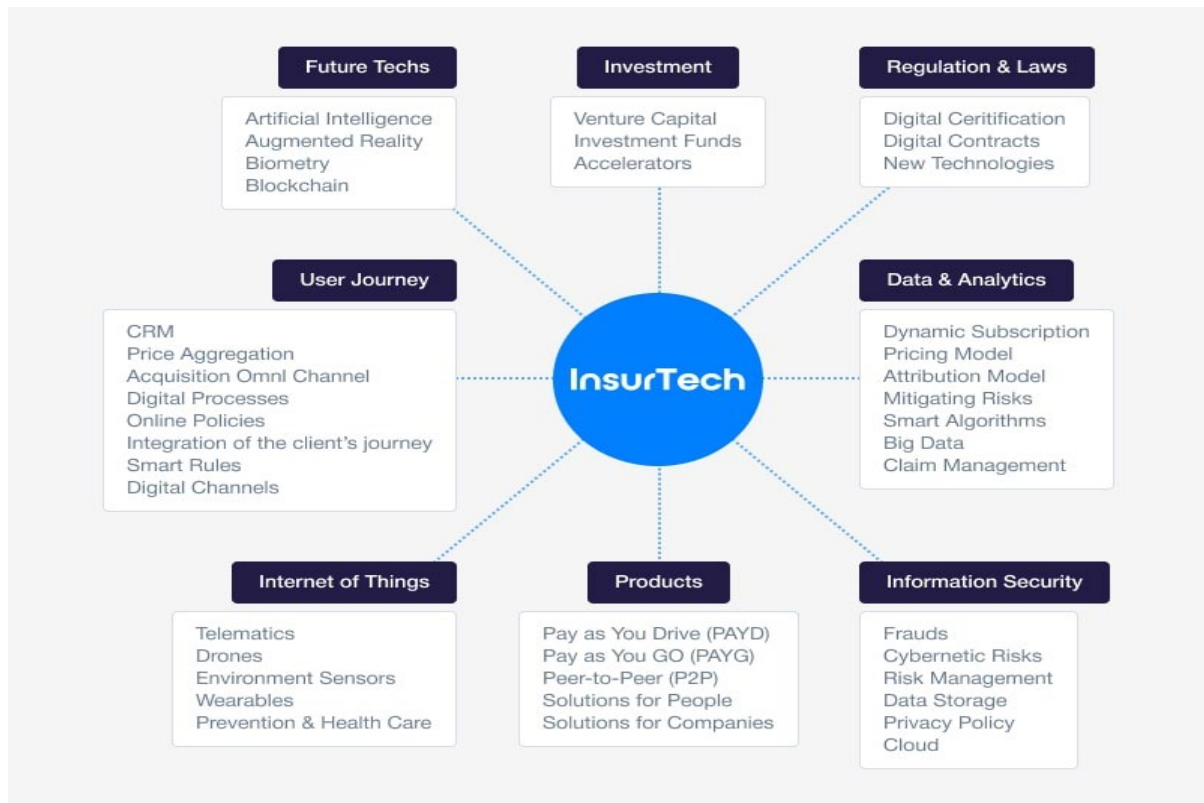 Future Techs
Artificial Intelligence
Augmented Reality
Biometry
Blockchain
Investment
Venture Capital
Investment Funds
Accelerators
Regulation & Laws
Digital Ceritification
Digital Contracts
New Technologies
User Journey
CRM
Price Aggregation
Acquisition Omnl Channel
Digital Processes
Online Policies
Integration of the client's journey
Smart Rules
Digital Channels
InsurTech
Data & Analytics
Dynamic Subscription
Pricing Model
Attribution Model
Mitigating Risks
Smart Algorithms
Big Data
Claim Management
Internet of Things
Telematics
Drones
Environment Sensors
Wearables
Prevention & Health Care
Products
Pay as You Drive (PAYD)
Pay as You GO (PAYG)
Peer-to-Peer (P2P)
Solutions for People
Solutions for Companies
Information Security
Frauds
Cybernetic Risks
Risk Management
Data Storage
Privacy Policy
Cloud